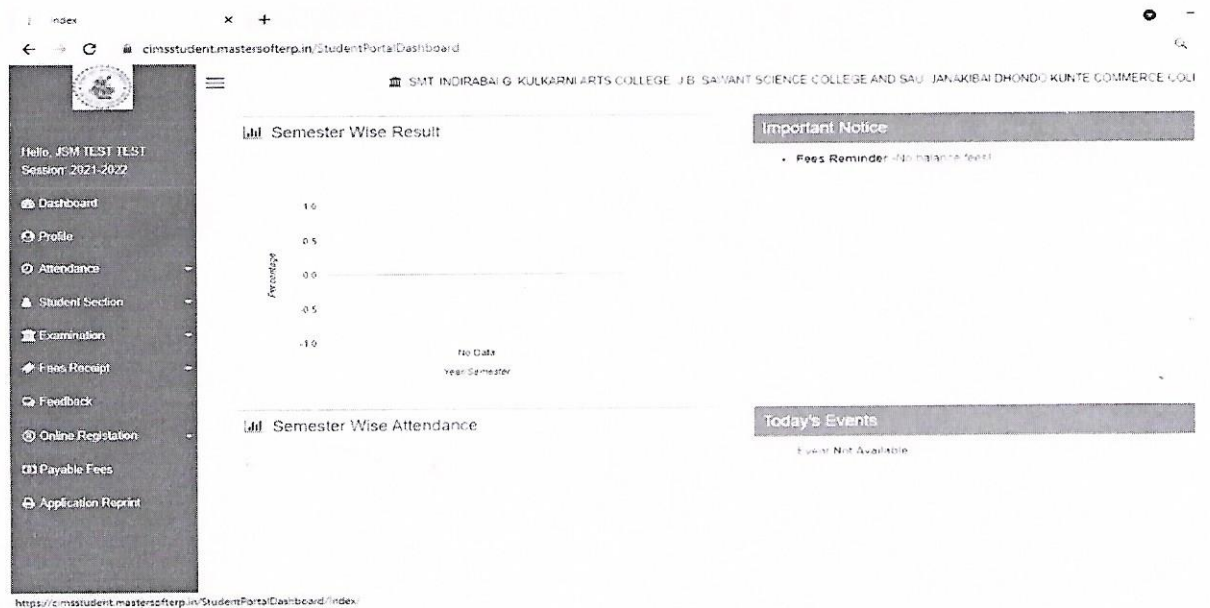 Index
cimsstudent.mastersofterp.in/StudentPortalDashboard
SMT INDIRABAI G KULKARNI ARTS COLLEGE J B SAWANT SCIENCE COLLEGE AND SAU JANAKIBAI DHONDO KUNTE COMMERCE COLL
Hello, JSM TEST TEST
Session: 2021-2022
Dashboard
Profile
Attendance
Student Section
Examination
Fees Receipt
Feedback
Online Registation
Payable Fees
Application Reprint
Semester Wise Result
1.0
0.5
0.0
-0.5
-1.0
Percentage
No Data
Year Semester
Important Notice
Fees Reminder -No balance fees!
Semester Wise Attendance
Today's Events
Event Not Available
https://cimsstudent.mastersofterp.in/StudentPortalDashboard/Index